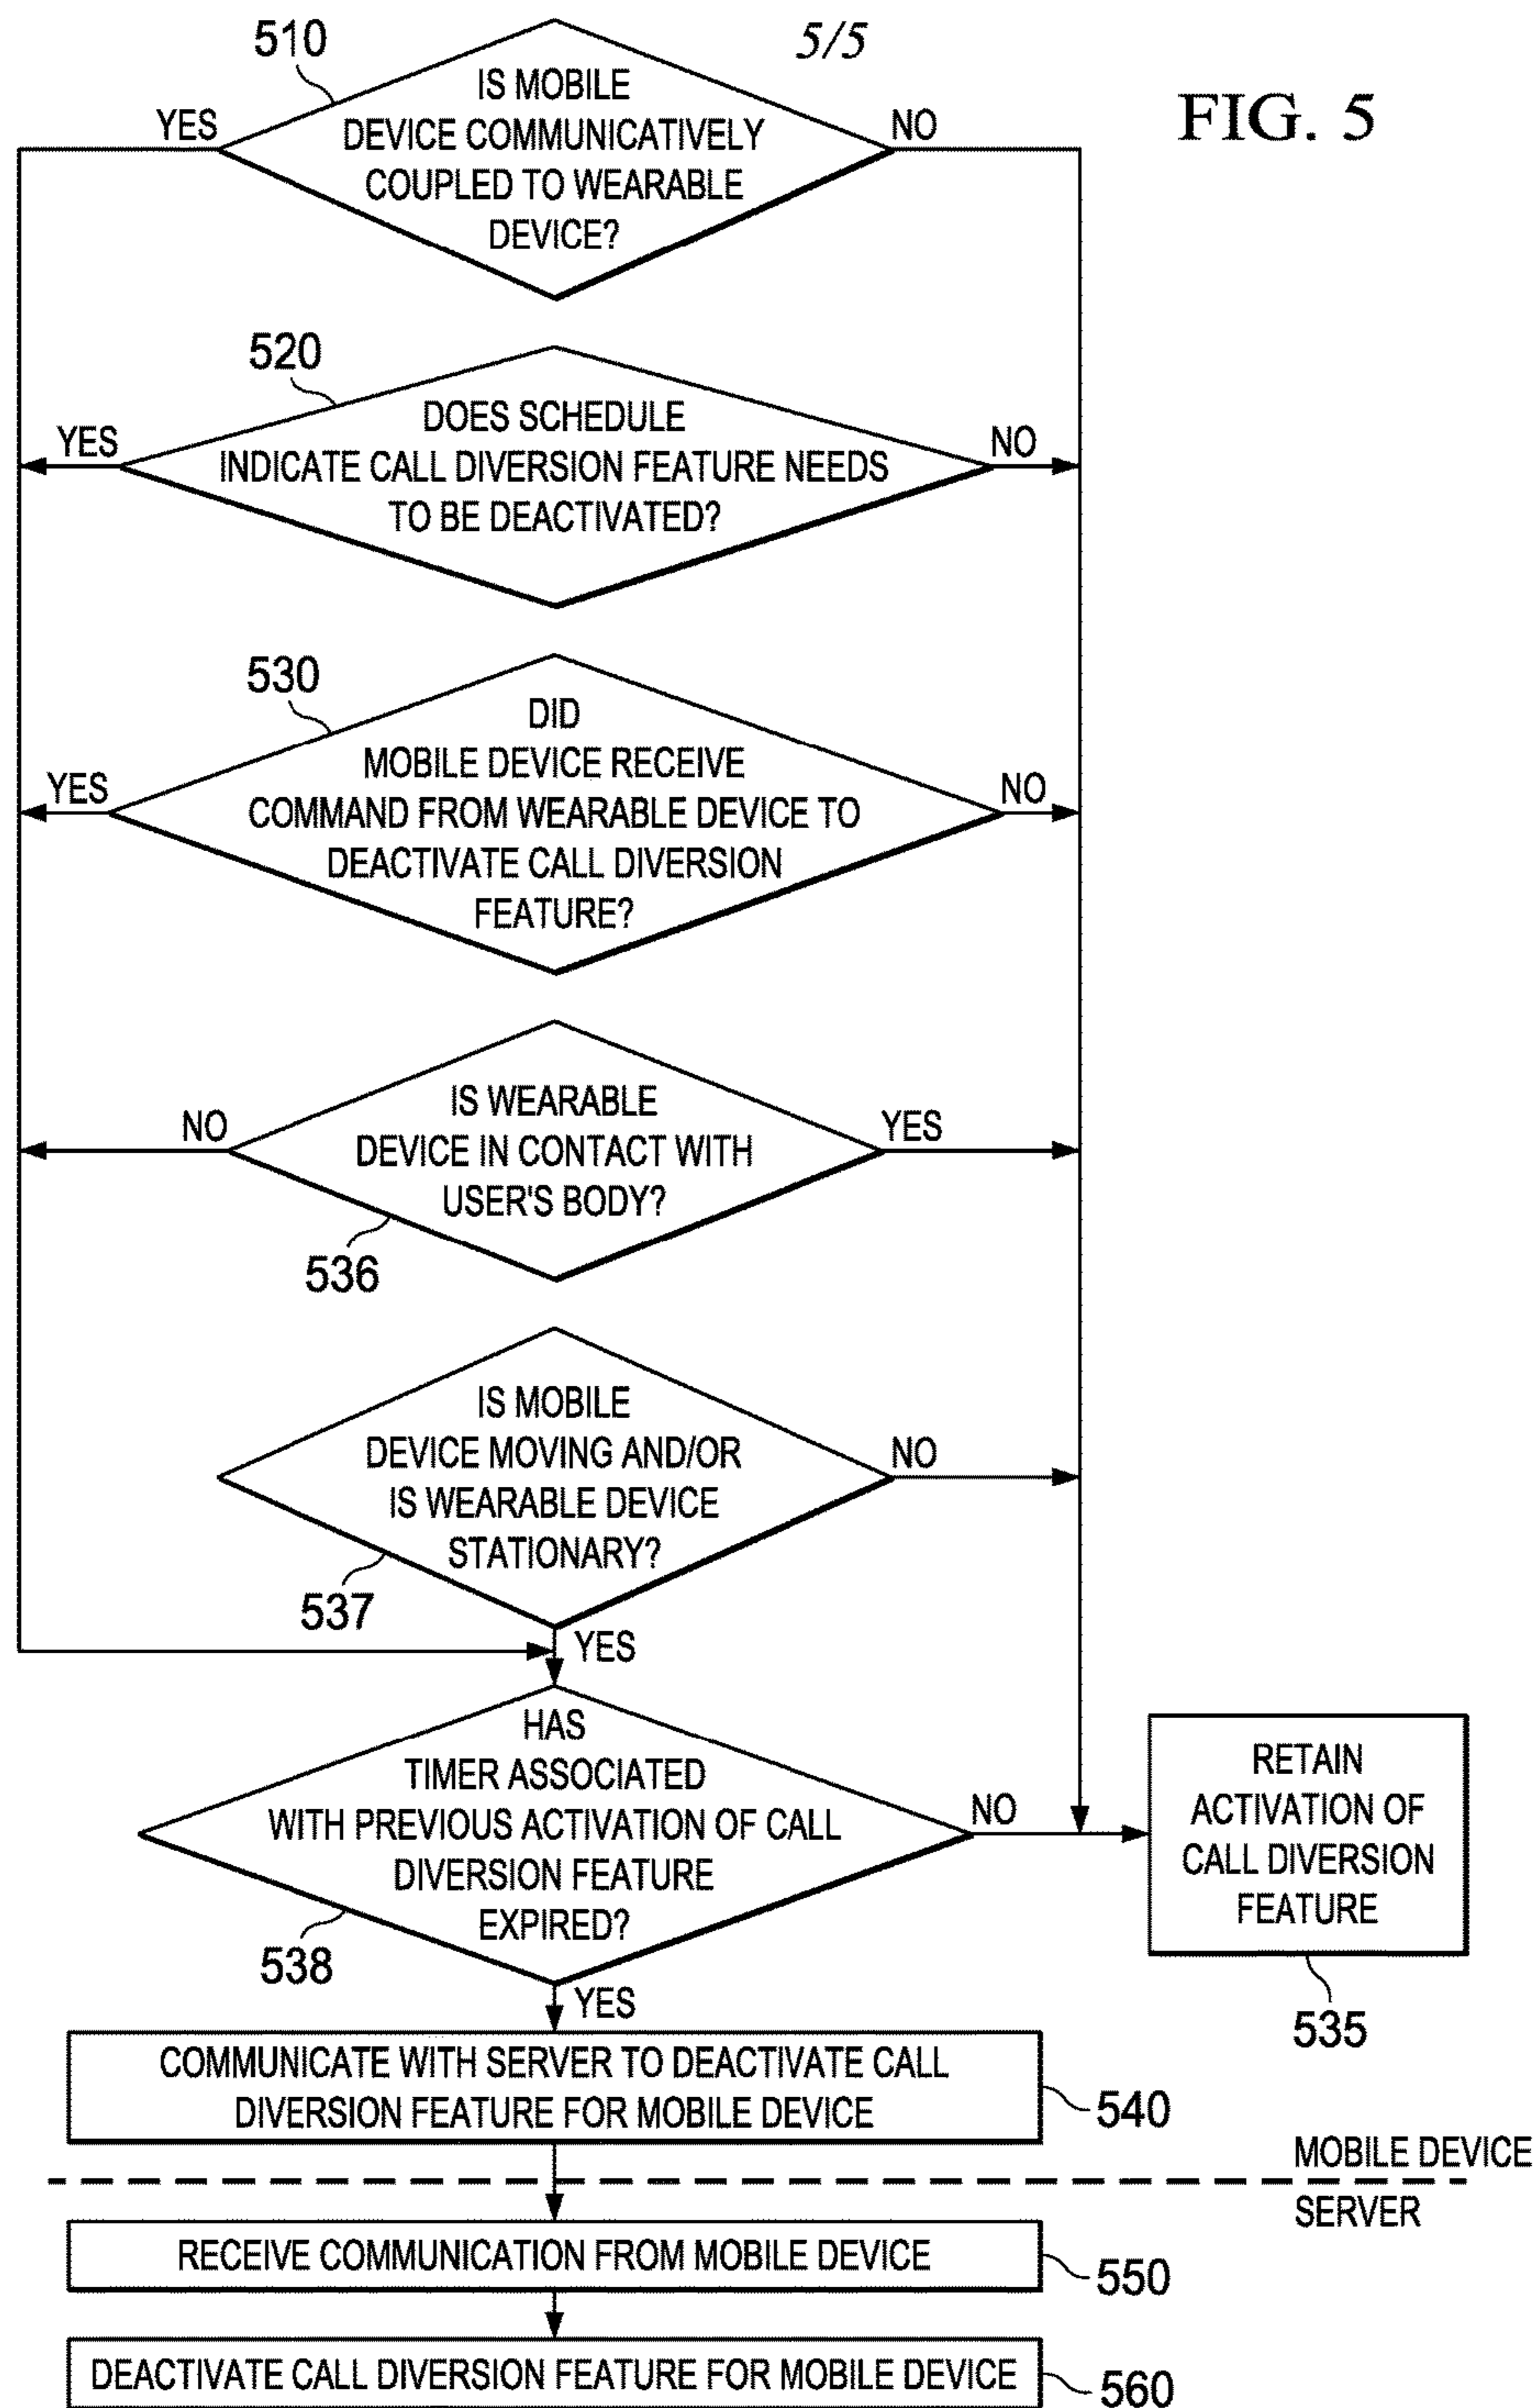 5/5
FIG. 5
510
IS MOBILE
DEVICE COMMUNICATIVELY
COUPLED TO WEARABLE
DEVICE?
YES
NO
520
DOES SCHEDULE
INDICATE CALL DIVERSION FEATURE NEEDS
TO BE DEACTIVATED?
YES
NO
530
DID
MOBILE DEVICE RECEIVE
COMMAND FROM WEARABLE DEVICE TO
DEACTIVATE CALL DIVERSION
FEATURE?
YES
NO
IS WEARABLE
DEVICE IN CONTACT WITH
USER'S BODY?
NO
YES
536
IS MOBILE
DEVICE MOVING AND/OR
IS WEARABLE DEVICE
STATIONARY?
NO
537
YES
HAS
TIMER ASSOCIATED
WITH PREVIOUS ACTIVATION OF CALL
DIVERSION FEATURE
EXPIRED?
NO
538
YES
RETAIN
ACTIVATION OF
CALL DIVERSION
FEATURE
535
COMMUNICATE WITH SERVER TO DEACTIVATE CALL
DIVERSION FEATURE FOR MOBILE DEVICE
540
MOBILE DEVICE
SERVER
RECEIVE COMMUNICATION FROM MOBILE DEVICE
550
DEACTIVATE CALL DIVERSION FEATURE FOR MOBILE DEVICE
560